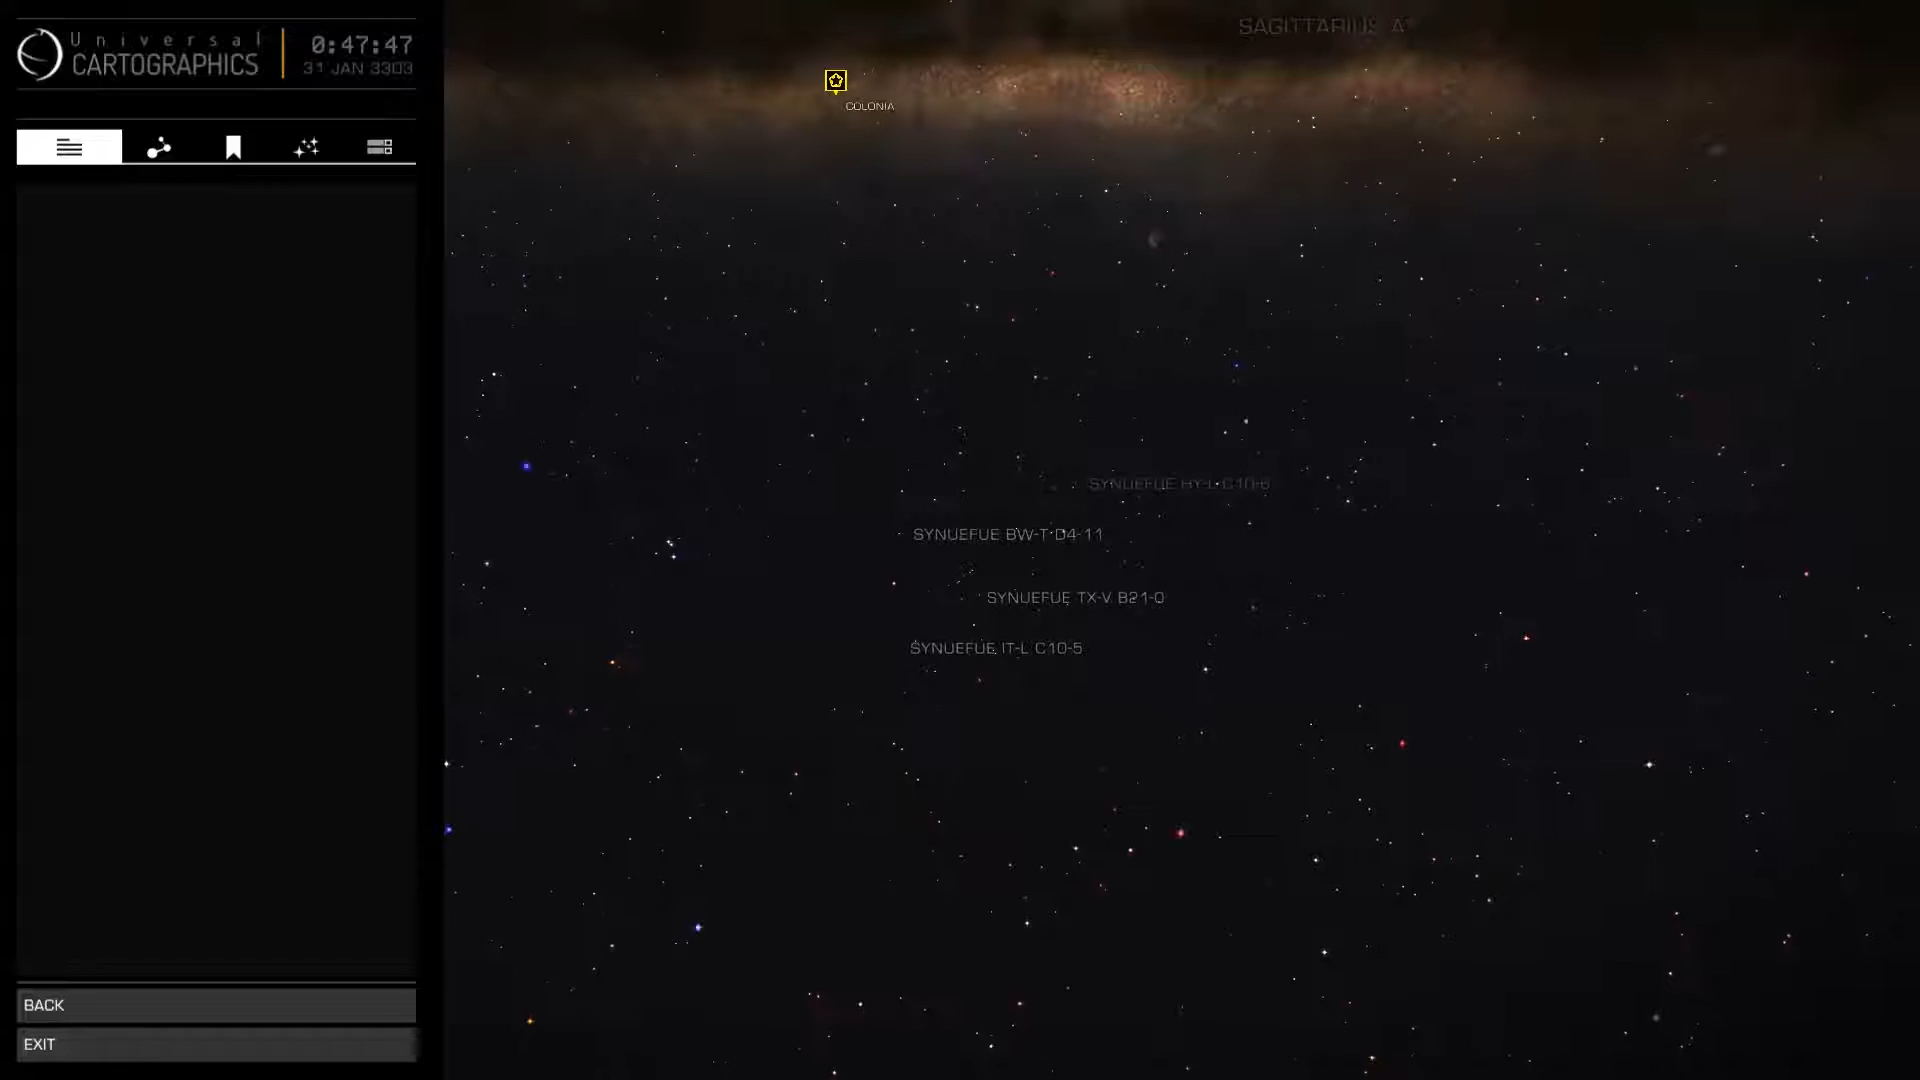 Universal
CARTOGRAPHICS
0:47:47
31 JAN 3303
SAGITTARIUS A*
COLONIA
SYNUEFUE HY-L C10-6
SYNUEFUE BW-T D4-11
SYNUEFUE TX-V B21-0
SYNUEFUE IT-L C10-5
BACK
EXIT